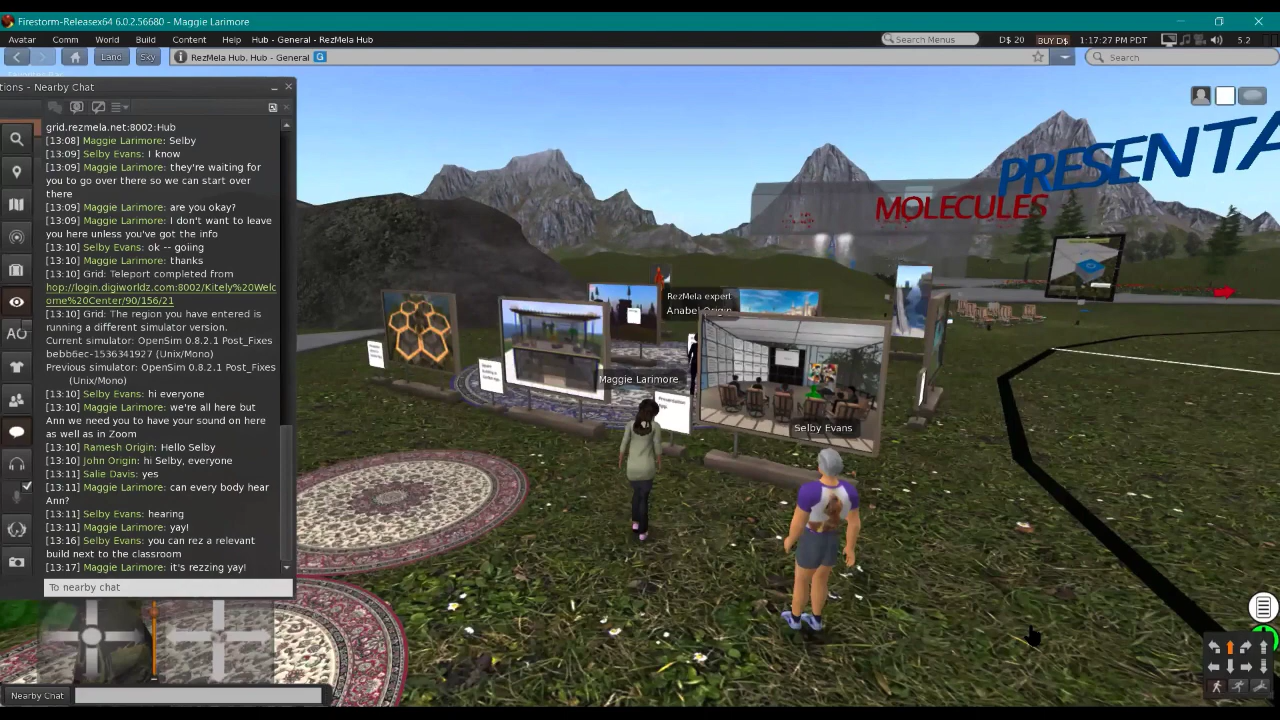 Firestorm-Releasex64 6.0.2.56680 - Maggie Larimore
Avatar Comm World Build Content Help Hub - General - RezMela Hub
Search Menus
D$ 20 BUY D$ 1:17:27 PM PDT 5.2
Land Sky RezMela Hub, Hub - General G
Search
tions - Nearby Chat
grid.rezmela.net:8002:Hub
[13:08] Maggie Larimore: Selby
[13:09] Selby Evans: I know
[13:09] Maggie Larimore: they're waiting for
you to go over there so we can start over
there
[13:09] Maggie Larimore: are you okay?
[13:09] Maggie Larimore: I don't want to leave
you here unless you've got the info
[13:10] Selby Evans: ok -- goiing
[13:10] Maggie Larimore: thanks
[13:10] Grid: Teleport completed from
hop://login.digiworldz.com:8002/Kitely%20Welc
ome%20Center/90/156/21
[13:10] Grid: The region you have entered is
running a different simulator version.
Current simulator: OpenSim 0.8.2.1 Post_Fixes
bebb6ec-1536341927 (Unix/Mono)
Previous simulator: OpenSim 0.8.2.1 Post_Fixes
(Unix/Mono)
[13:10] Selby Evans: hi everyone
[13:10] Maggie Larimore: we're all here but
Ann we need you to have your sound on here
as well as in Zoom
[13:10] Ramesh Origin: Hello Selby
[13:10] John Origin: hi Selby, everyone
[13:11] Salie Davis: yes
[13:11] Maggie Larimore: can every body hear
Ann?
[13:11] Selby Evans: hearing
[13:11] Maggie Larimore: yay!
[13:16] Selby Evans: you can rez a relevant
build next to the classroom
[13:17] Maggie Larimore: it's rezzing yay!
To nearby chat
Nearby Chat
PRESENTA
MOLECULES
RezMela expert
Anabel Origin
Maggie Larimore
Presentation
Selby Evans